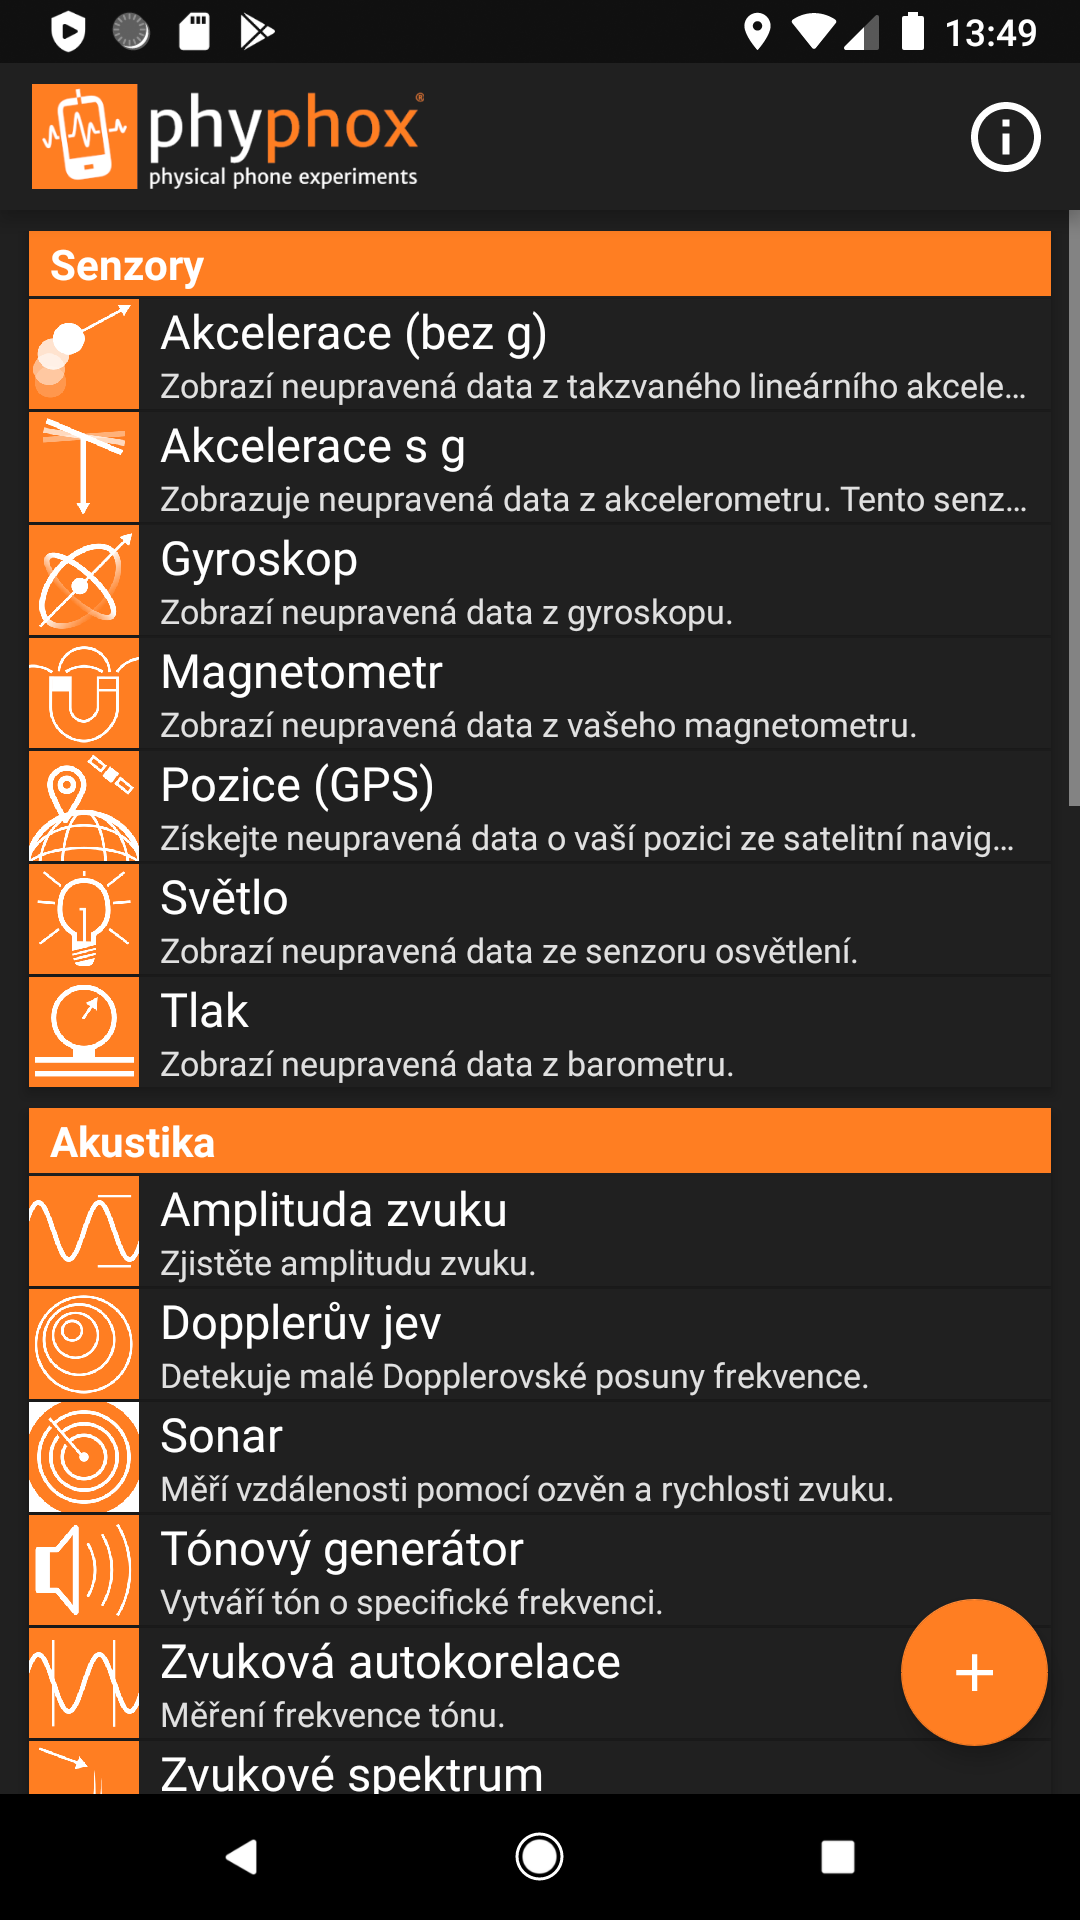 13:49
phyphox®
physical phone experiments
Senzory
Akcelerace (bez g)
Zobrazí neupravená data z takzvaného lineárního akcele...
Akcelerace s g
Zobrazuje neupravená data z akcelerometru. Tento senz...
Gyroskop
Zobrazí neupravená data z gyroskopu.
Magnetometr
Zobrazí neupravená data z vašeho magnetometru.
Pozice (GPS)
Získejte neupravená data o vaší pozici ze satelitní navig...
Světlo
Zobrazí neupravená data ze senzoru osvětlení.
Tlak
Zobrazí neupravená data z barometru.
Akustika
Amplituda zvuku
Zjistěte amplitudu zvuku.
Dopplerův jev
Detekuje malé Dopplerovské posuny frekvence.
Sonar
Měří vzdálenosti pomocí ozvěn a rychlosti zvuku.
Tónový generátor
Vytváří tón o specifické frekvenci.
Zvuková autokorelace
Měření frekvence tónu.
Zvukové spektrum